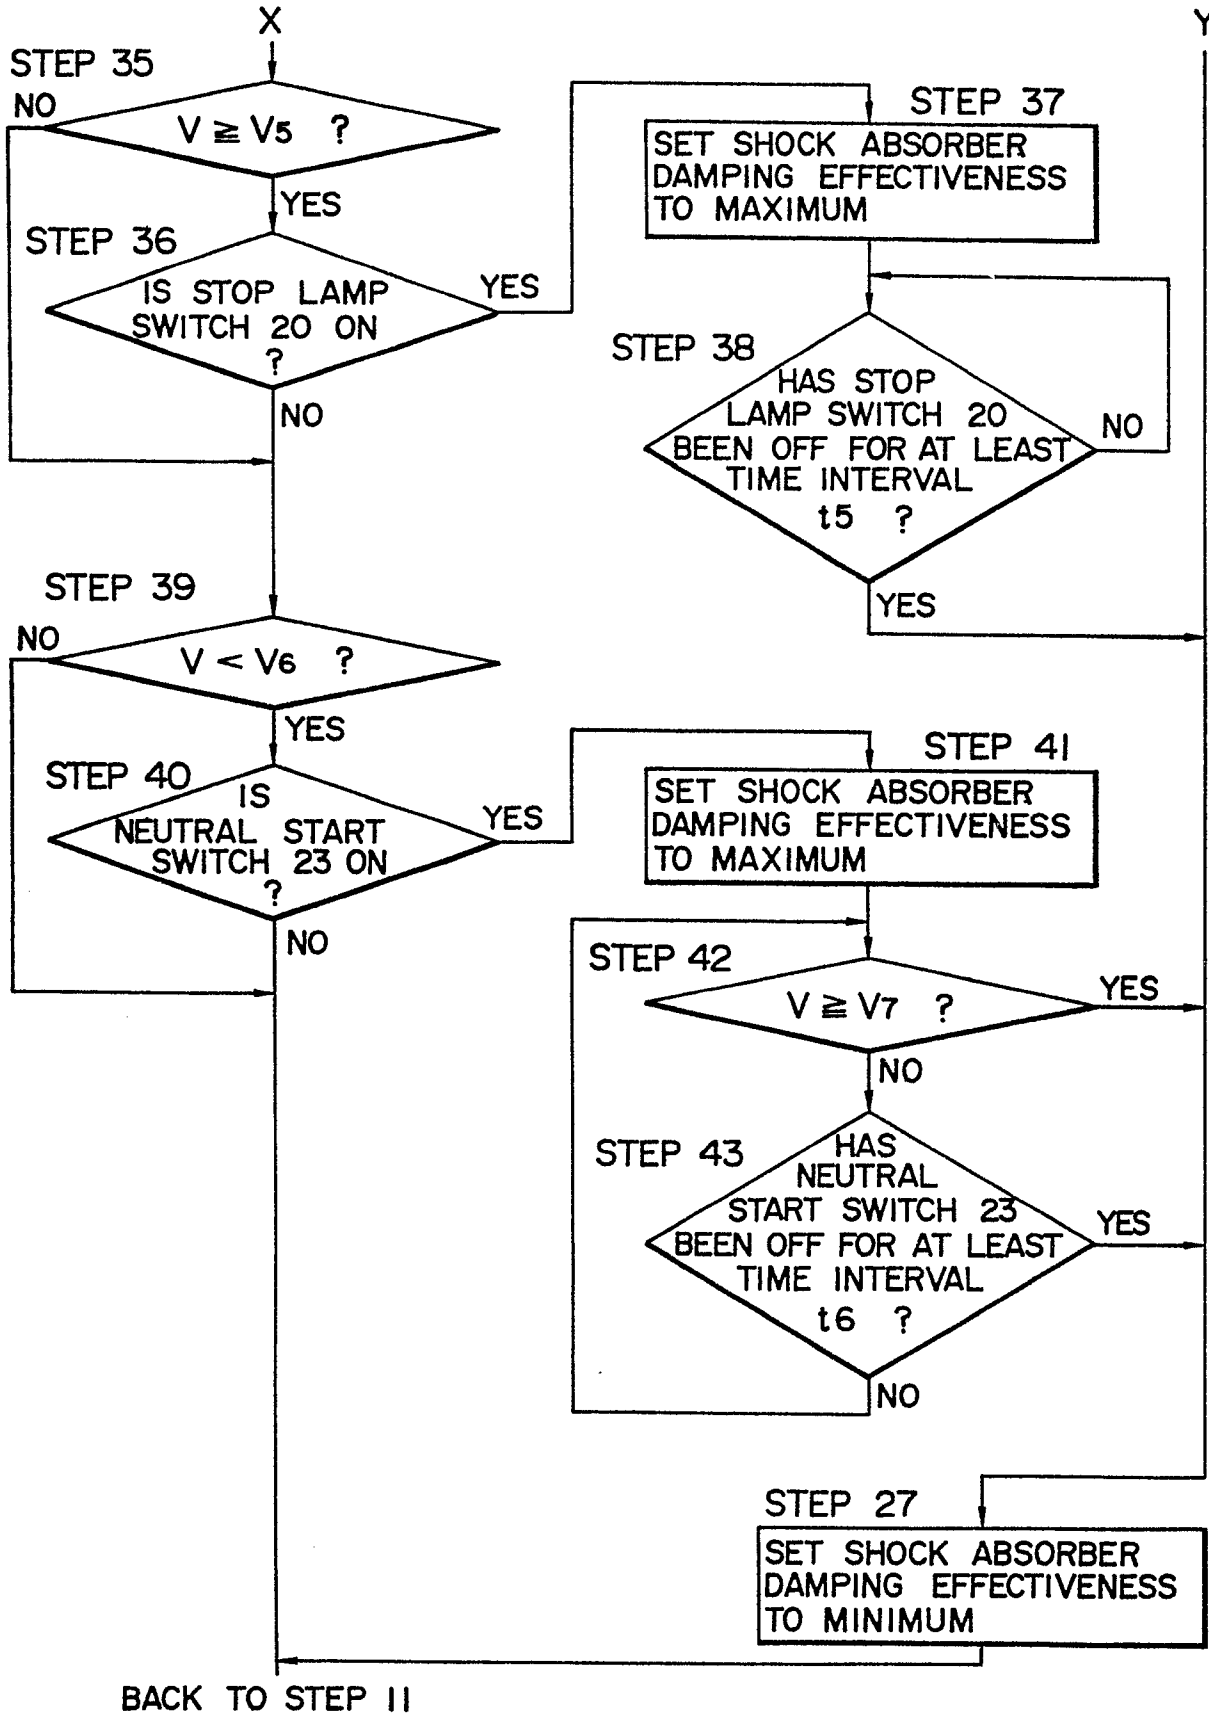 X
Y
STEP 35
NO
V ≧ V5 ?
YES
STEP 36
IS STOP LAMP
SWITCH 20 ON
?
YES
NO
STEP 37
SET SHOCK ABSORBER
DAMPING EFFECTIVENESS
TO MAXIMUM
STEP 38
HAS STOP
LAMP SWITCH 20
BEEN OFF FOR AT LEAST
TIME INTERVAL
t5 ?
NO
YES
STEP 39
NO
V < V6 ?
YES
STEP 40
IS
NEUTRAL START
SWITCH 23 ON
?
YES
NO
STEP 41
SET SHOCK ABSORBER
DAMPING EFFECTIVENESS
TO MAXIMUM
STEP 42
V ≧ V7 ?
YES
NO
STEP 43
HAS
NEUTRAL
START SWITCH 23
BEEN OFF FOR AT LEAST
TIME INTERVAL
t6 ?
YES
NO
STEP 27
SET SHOCK ABSORBER
DAMPING EFFECTIVENESS
TO MINIMUM
BACK TO STEP 11